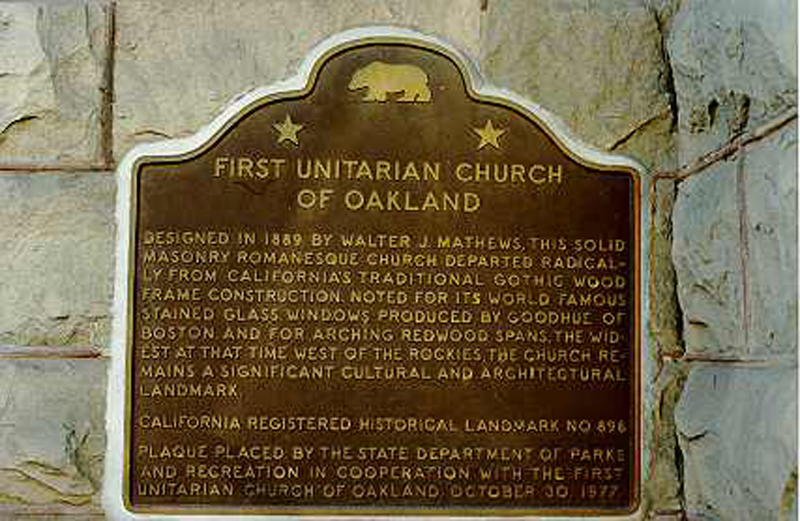 FIRST UNITARIAN CHURCH
OF OAKLAND
DESIGNED IN 1889 BY WALTER J. MATHEWS, THIS SOLID
MASONRY ROMANESQUE CHURCH DEPARTED RADICAL-
LY FROM CALIFORNIA'S TRADITIONAL GOTHIC WOOD
FRAME CONSTRUCTION. NOTED FOR ITS WORLD FAMOUS
STAINED GLASS WINDOWS PRODUCED BY GOODHUE OF
BOSTON AND FOR ARCHING REDWOOD SPANS, THE WID-
EST AT THAT TIME WEST OF THE ROCKIES, THE CHURCH RE-
MAINS A SIGNIFICANT CULTURAL AND ARCHITECTURAL
LANDMARK.
CALIFORNIA REGISTERED HISTORICAL LANDMARK NO. 896
PLAQUE PLACED BY THE STATE DEPARTMENT OF PARKS
AND RECREATION IN COOPERATION WITH THE FIRST
UNITARIAN CHURCH OF OAKLAND, OCTOBER 30, 1977.